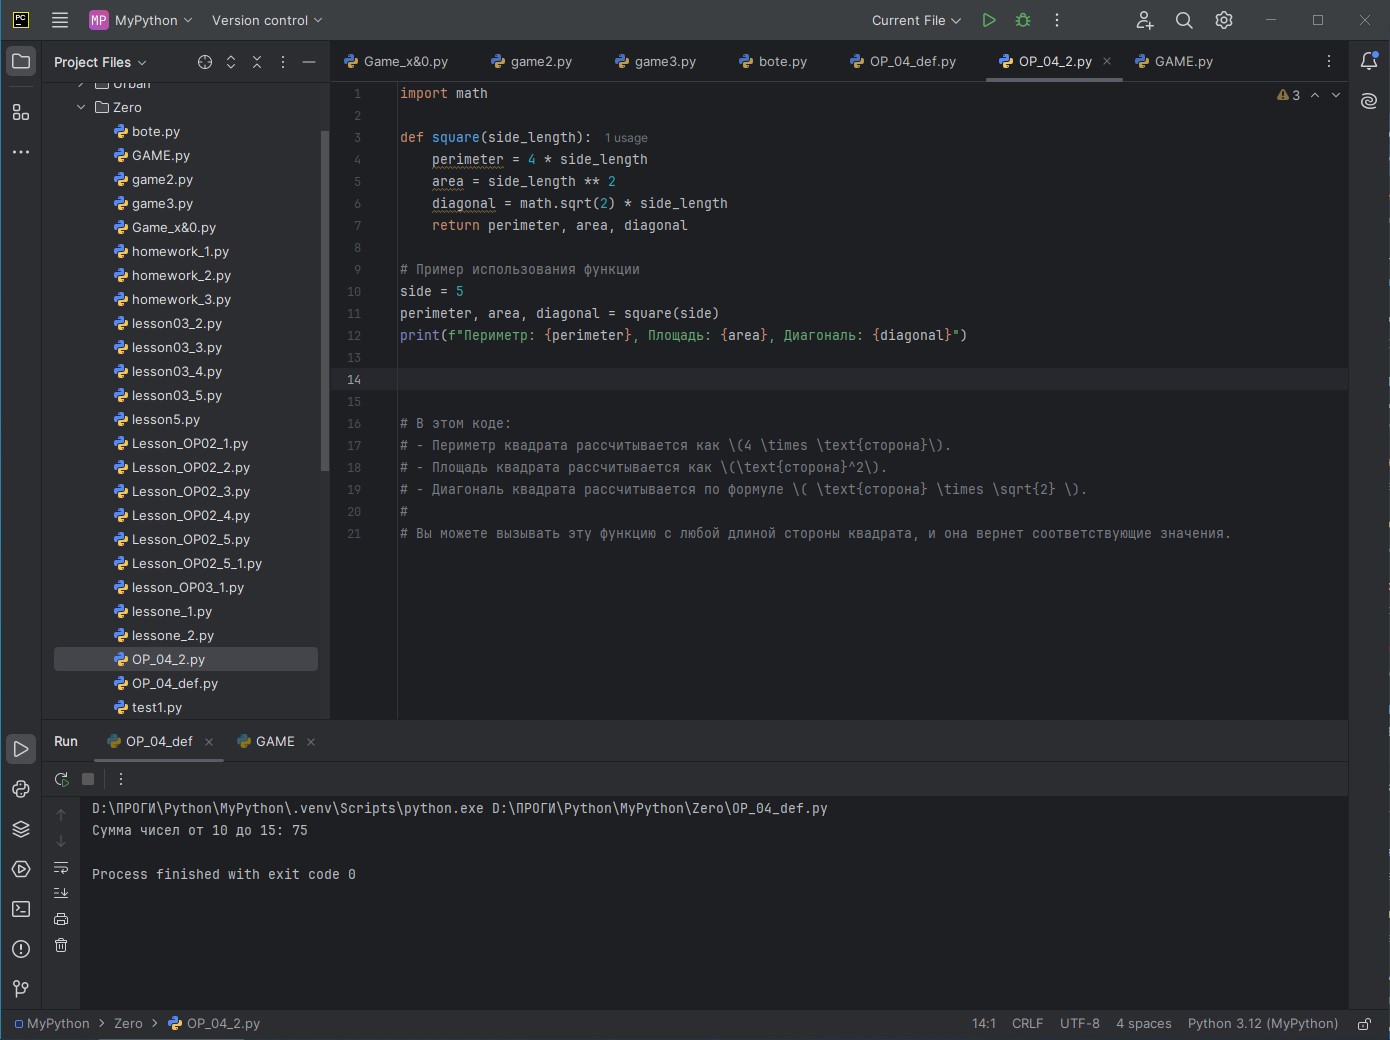 PC
MP MyPython Version control Current File
Project Files
Game_x&0.py game2.py game3.py bote.py OP_04_def.py OP_04_2.py GAME.py
Urban
Zero
bote.py
GAME.py
game2.py
game3.py
Game_x&0.py
homework_1.py
homework_2.py
homework_3.py
lesson03_2.py
lesson03_3.py
lesson03_4.py
lesson03_5.py
lesson5.py
Lesson_OP02_1.py
Lesson_OP02_2.py
Lesson_OP02_3.py
Lesson_OP02_4.py
Lesson_OP02_5.py
Lesson_OP02_5_1.py
lesson_OP03_1.py
lessone_1.py
lessone_2.py
OP_04_2.py
OP_04_def.py
test1.py
3
1 import math
2
3 def square(side_length): 1 usage
4 perimeter = 4 * side_length
5 area = side_length ** 2
6 diagonal = math.sqrt(2) * side_length
7 return perimeter, area, diagonal
8
9 # Пример использования функции
10 side = 5
11 perimeter, area, diagonal = square(side)
12 print(f"Периметр: {perimeter}, Площадь: {area}, Диагональ: {diagonal}")
13
14
15
16 # В этом коде:
17 # - Периметр квадрата рассчитывается как \(4 \times \text{сторона}\).
18 # - Площадь квадрата рассчитывается как \(\text{сторона}^2\).
19 # - Диагональ квадрата рассчитывается по формуле \( \text{сторона} \times \sqrt{2} \).
20 #
21 # Вы можете вызывать эту функцию с любой длиной стороны квадрата, и она вернет соответствующие значения.
Run OP_04_def GAME
D:\ПРОГИ\Python\MyPython\.venv\Scripts\python.exe D:\ПРОГИ\Python\MyPython\Zero\OP_04_def.py
Сумма чисел от 10 до 15: 75
Process finished with exit code 0
MyPython > Zero > OP_04_2.py 14:1 CRLF UTF-8 4 spaces Python 3.12 (MyPython)